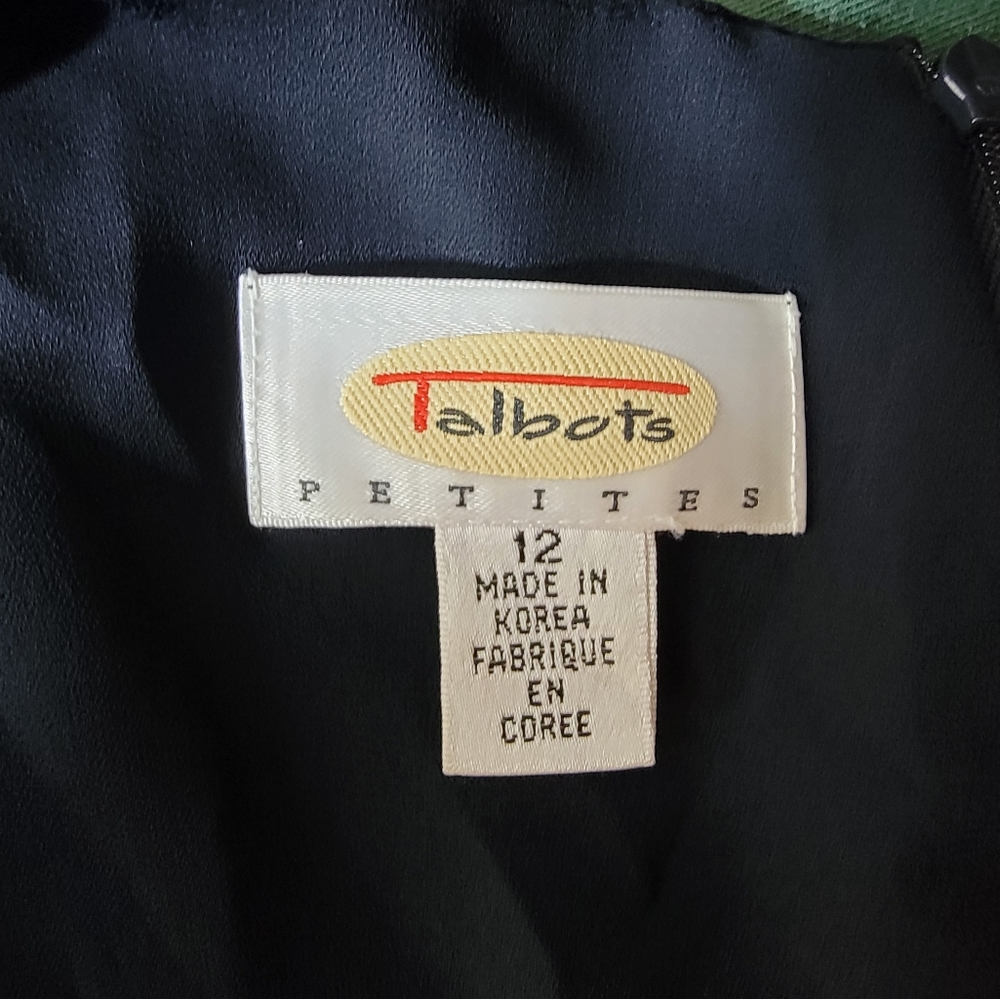 Talbots
PETITES
12
MADE IN
KOREA
FABRIQUE
EN
COREE